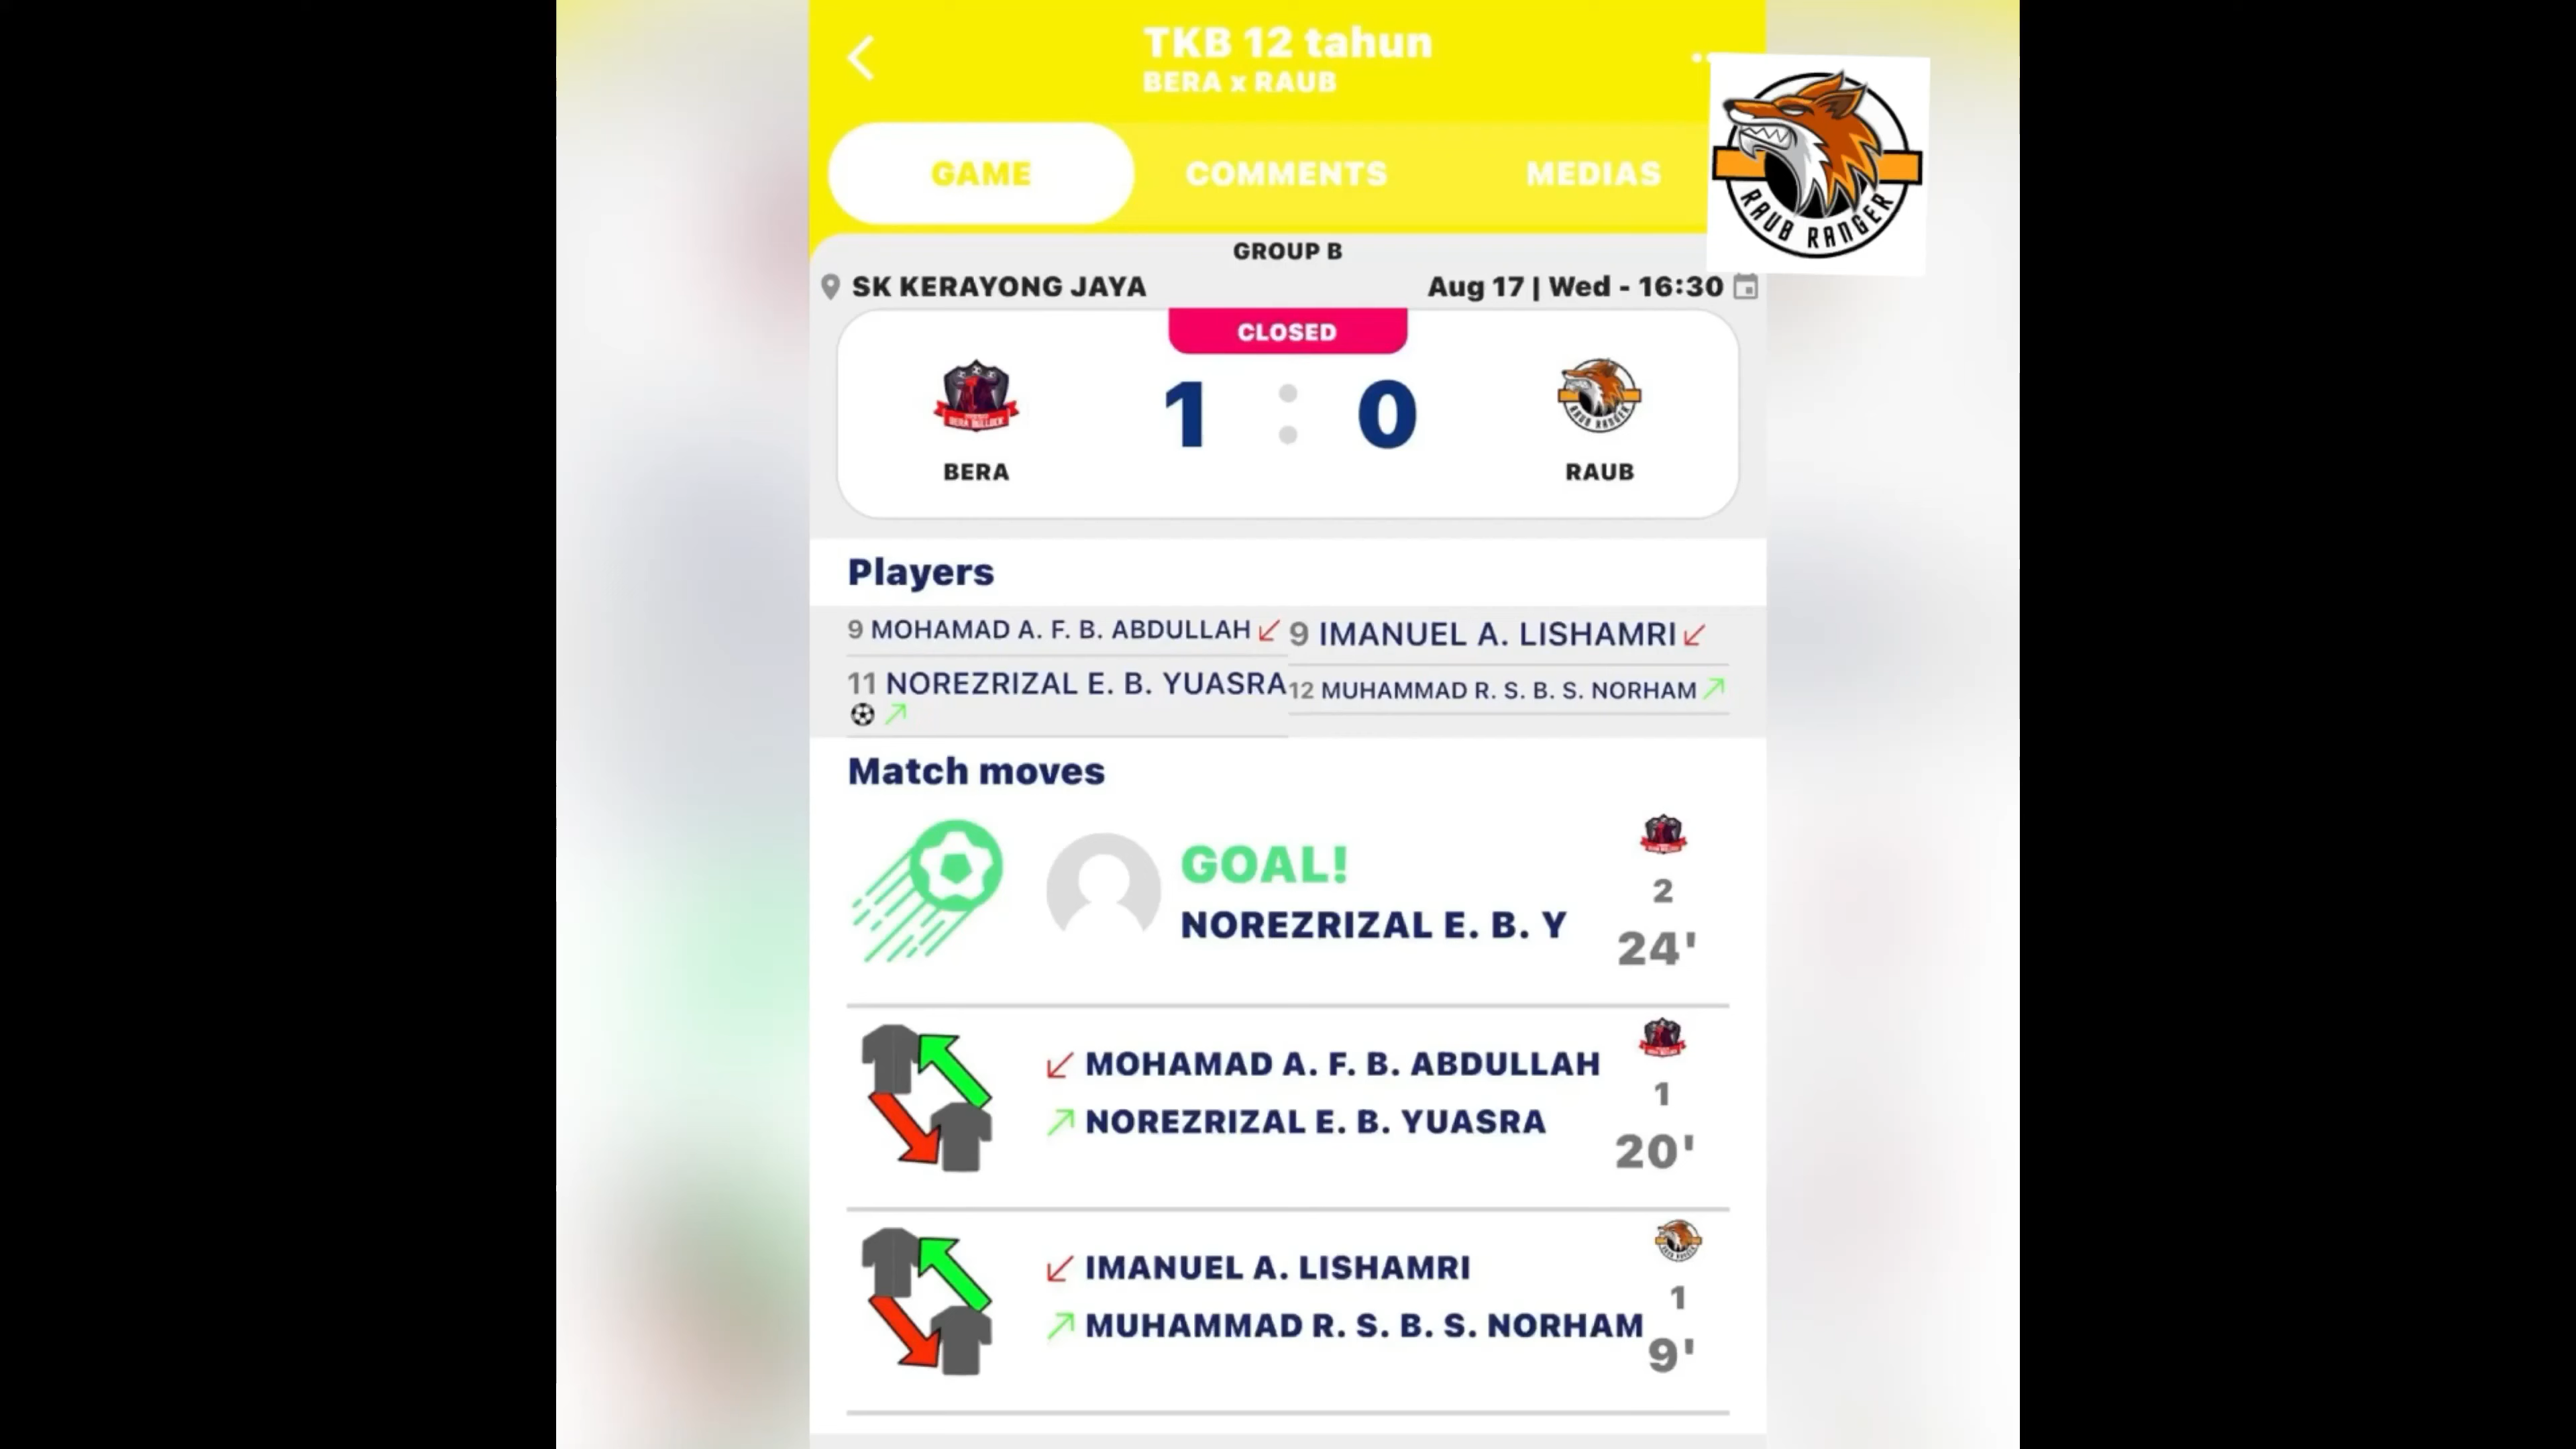 TKB 12 tahun
BERA x RAUB
GAME
COMMENTS
MEDIAS
RAUB RANGER
GROUP B
SK KERAYONG JAYA
Aug 17 | Wed - 16:30
CLOSED
1 : 0
BERA
RAUB RANGER
RAUB
Players
9 MOHAMAD A. F. B. ABDULLAH
9 IMANUEL A. LISHAMRI
11 NOREZRIZAL E. B. YUASRA
12 MUHAMMAD R. S. B. S. NORHAM
Match moves
GOAL!
NOREZRIZAL E. B. Y
2
24'
MOHAMAD A. F. B. ABDULLAH
NOREZRIZAL E. B. YUASRA
1
20'
IMANUEL A. LISHAMRI
MUHAMMAD R. S. B. S. NORHAM
1
9'